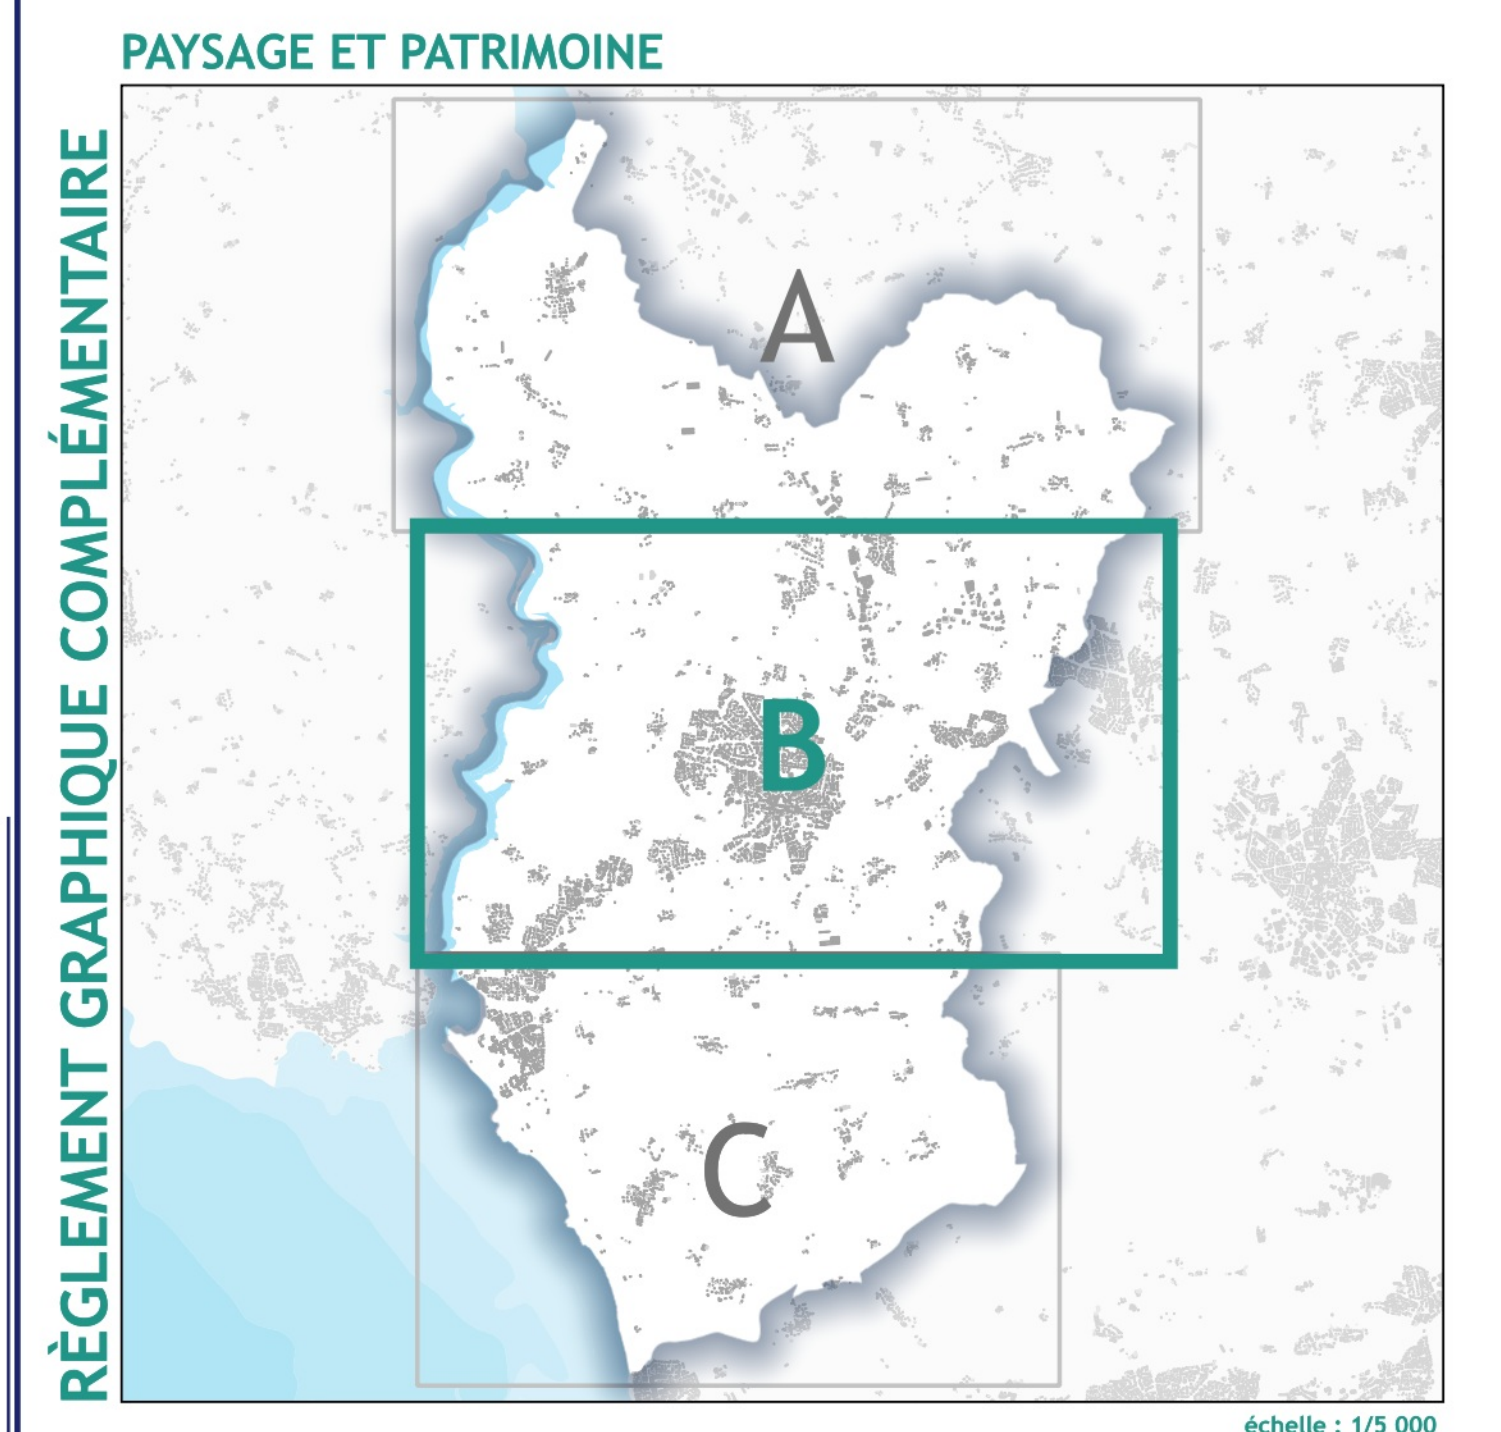 PAYSAGE ET PATRIMOINE
RÈGLEMENT GRAPHIQUE COMPLÉMENTAIRE
A
B
C
échelle : 1/5 000